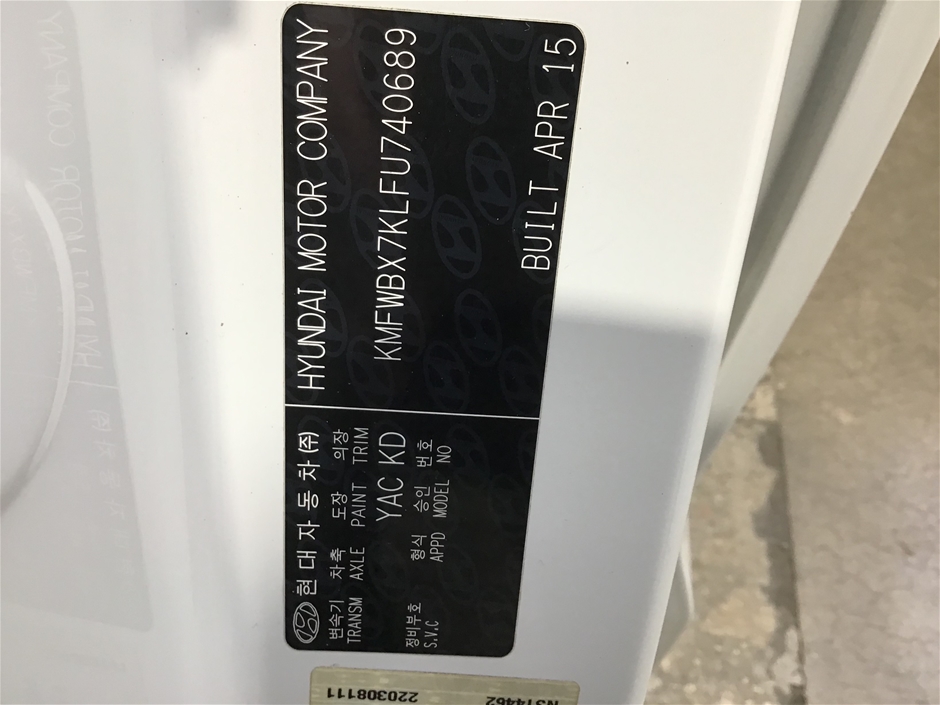 현대자동차(주)
변속기 차축 도장 의장
TRANSM AXLE PAINT TRIM
YAC KD
정비부호 형식 승인 번호
S.V.C APPD MODEL NO
HYUNDAI MOTOR COMPANY
KMFWBX7KLFU740689
BUILT APR 15
N314462
220308111